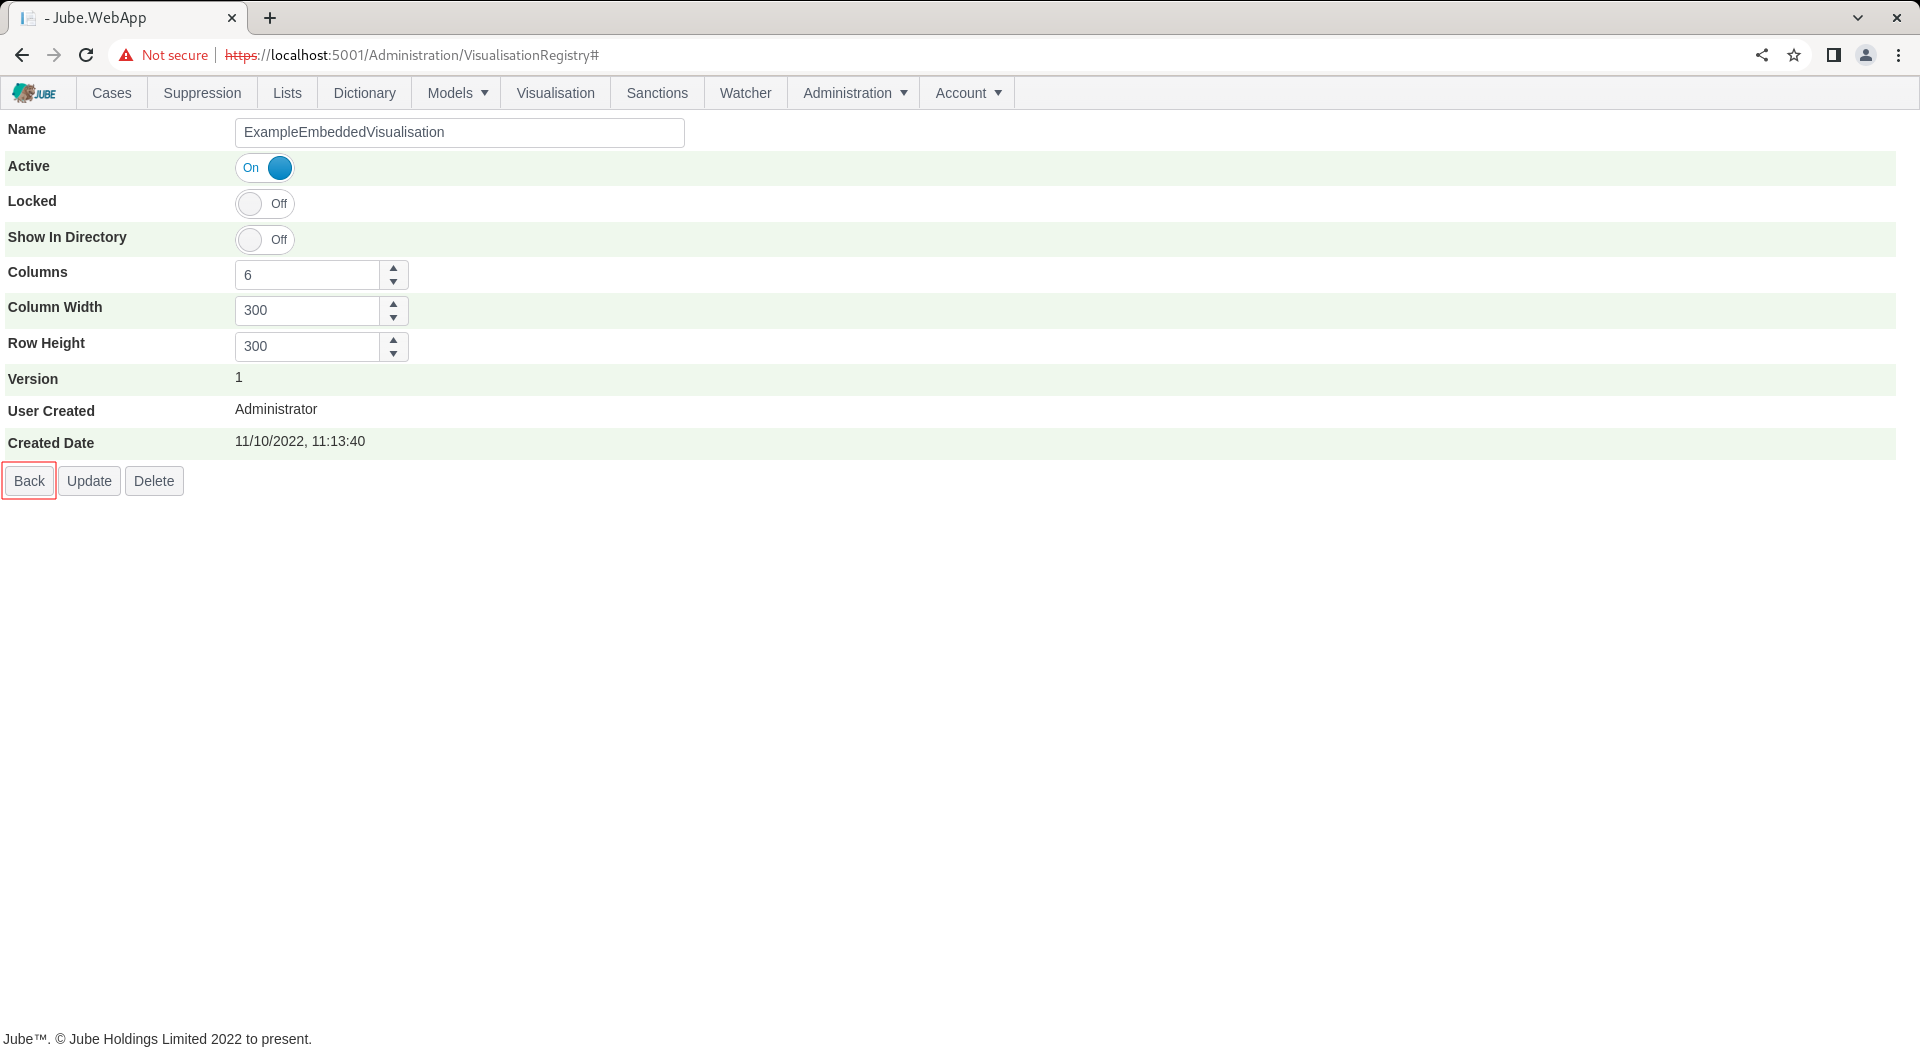 - Jube.WebApp
Not secure https://localhost:5001/Administration/VisualisationRegistry#
JUBE Cases Suppression Lists Dictionary Models Visualisation Sanctions Watcher Administration Account
Name ExampleEmbeddedVisualisation
Active On
Locked Off
Show In Directory Off
Columns 6
Column Width 300
Row Height 300
Version 1
User Created Administrator
Created Date 11/10/2022, 11:13:40
Back Update Delete
Jube™. © Jube Holdings Limited 2022 to present.